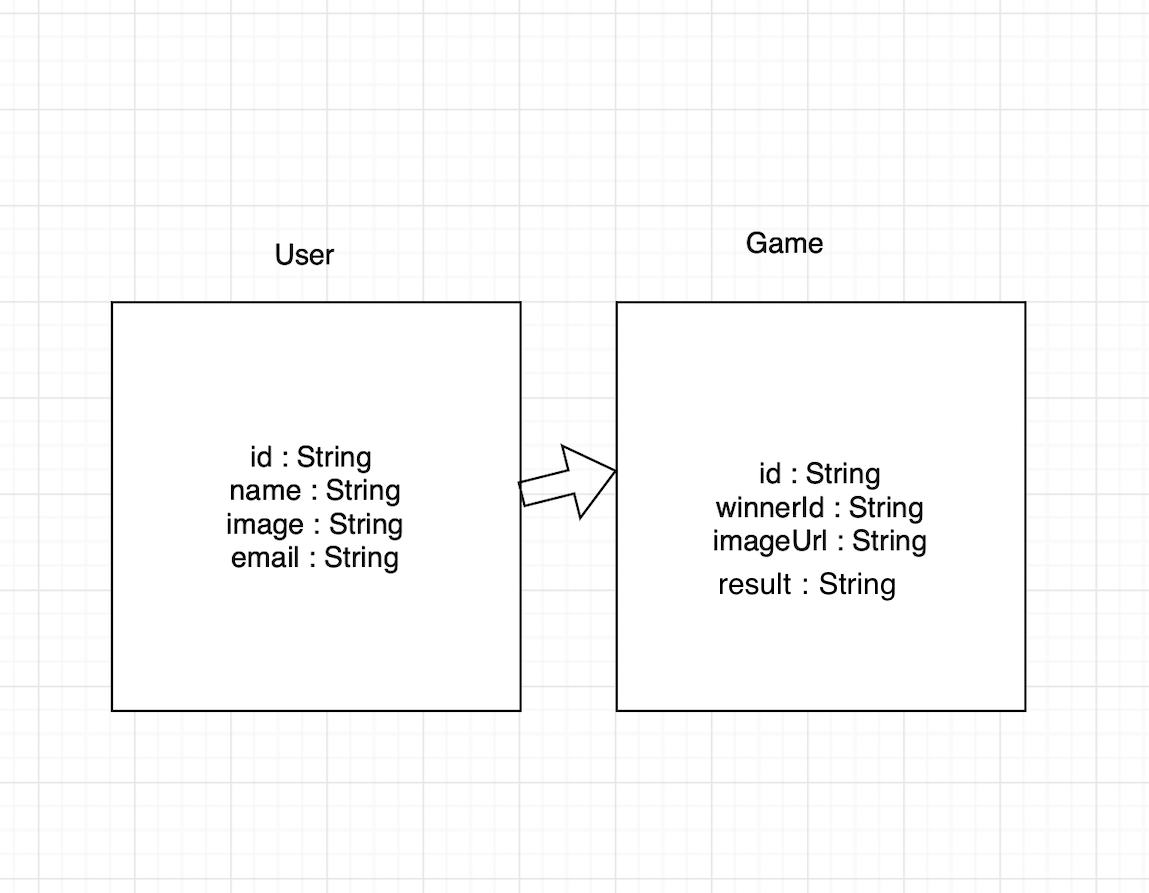 User
id : String
name : String
image : String
email : String
Game
id : String
winnerId : String
imageUrl : String
result : String